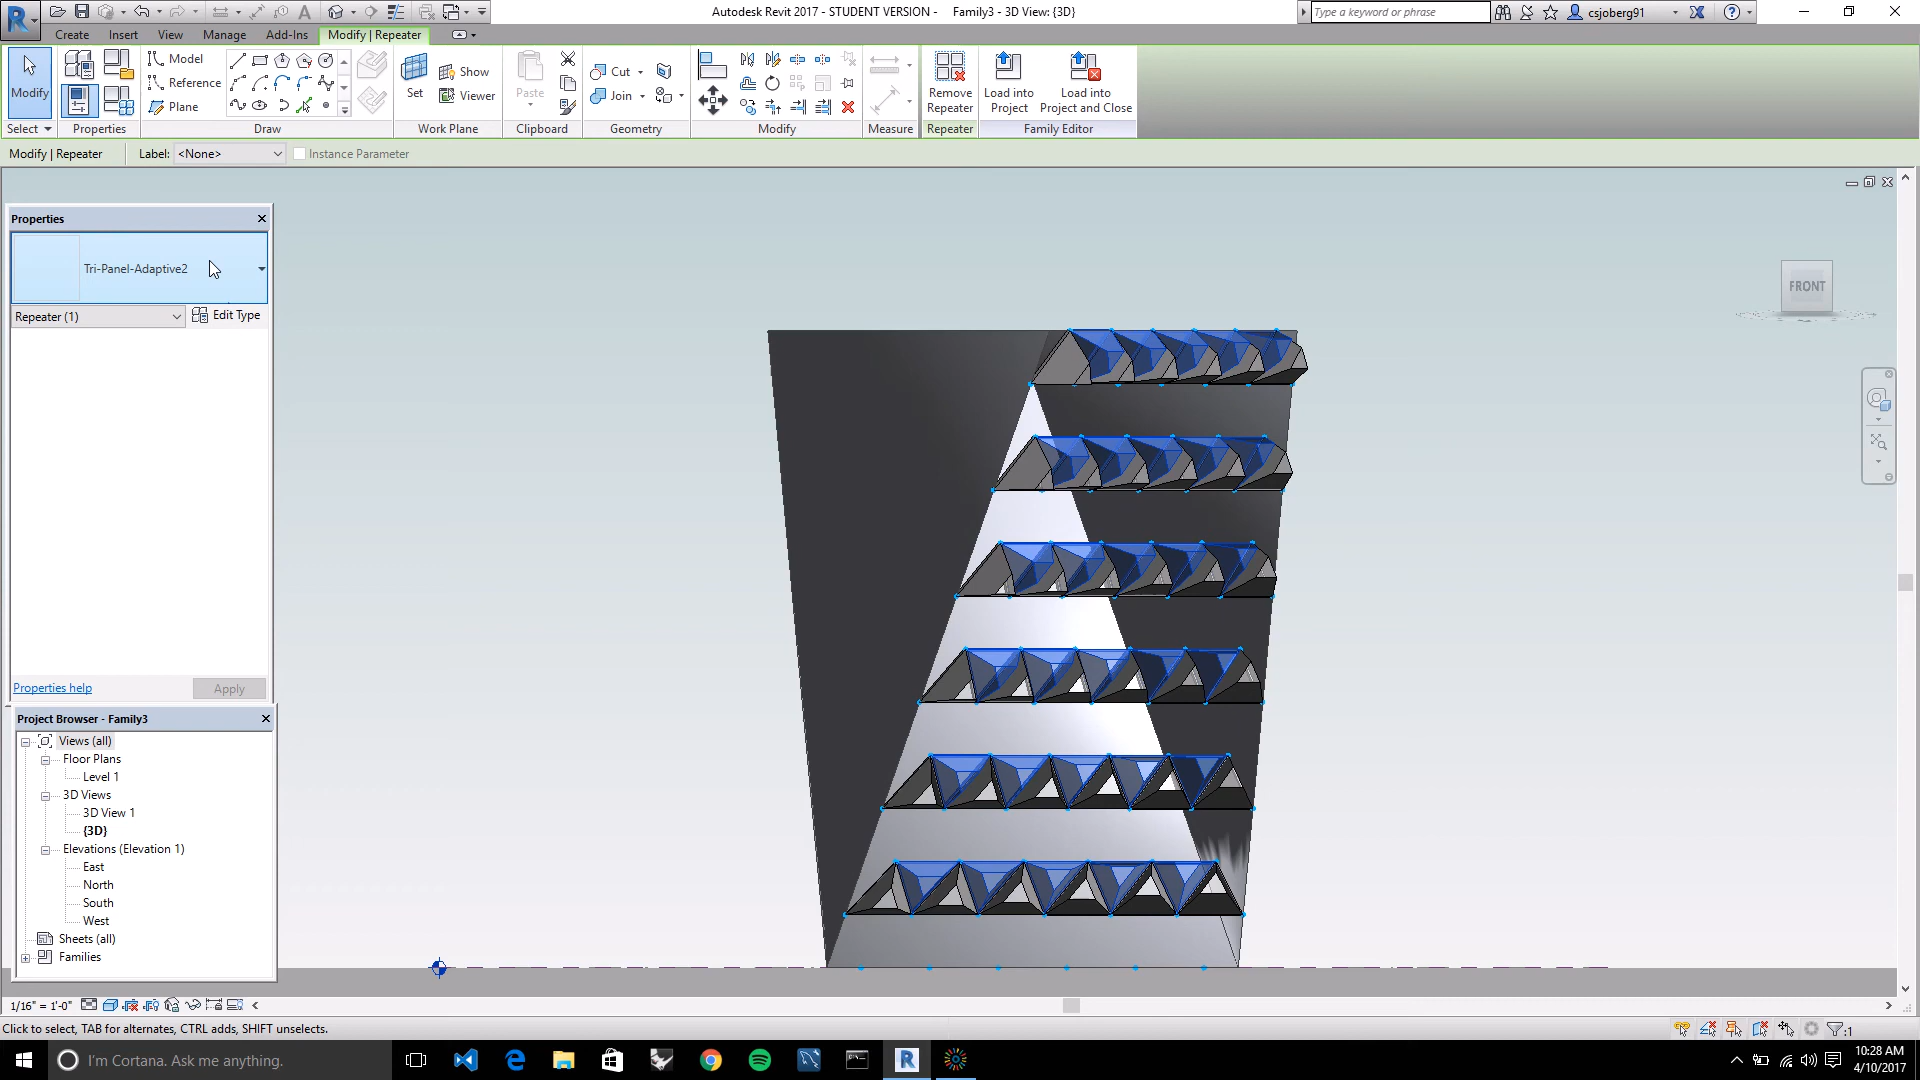 Autodesk Revit 2017 - STUDENT VERSION -     Family3 - 3D View: {3D}
Type a keyword or phrase
csjoberg91
Create Insert View Manage Add-Ins Modify | Repeater
Modify
Model
Reference
Plane
Set
Show
Viewer
Paste
Cut
Join
Remove Repeater
Load into Project
Load into Project and Close
Select Properties Draw Work Plane Clipboard Geometry Modify Measure Repeater Family Editor
Modify | Repeater Label: <None> Instance Parameter
Properties
Tri-Panel-Adaptive2
Repeater (1) Edit Type
Properties help Apply
FRONT
Project Browser - Family3
Views (all)
Floor Plans
Level 1
3D Views
3D View 1
{3D}
Elevations (Elevation 1)
East
North
South
West
Sheets (all)
Families
1/16" = 1'-0"
Click to select, TAB for alternates, CTRL adds, SHIFT unselects.
:1
I'm Cortana. Ask me anything.
10:28 AM
4/10/2017